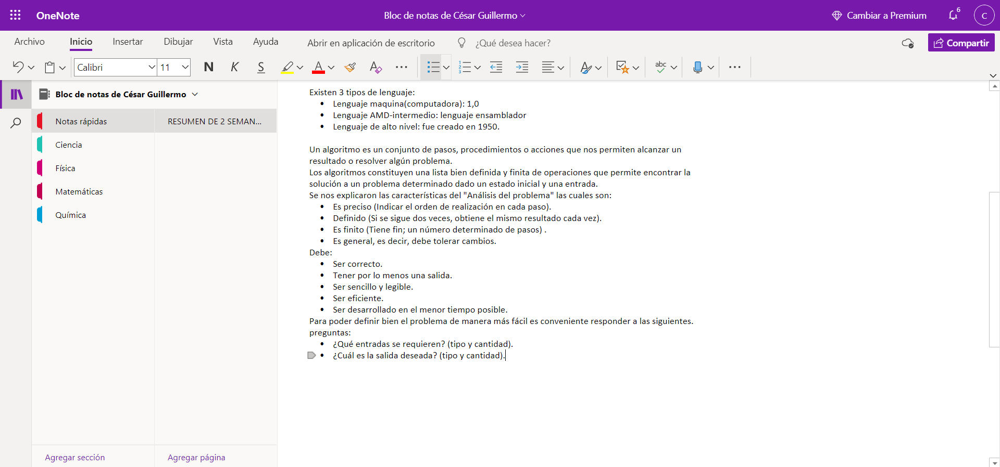 OneNote
Bloc de notas de César Guillermo
Cambiar a Premium
6
C
Archivo
Inicio
Insertar
Dibujar
Vista
Ayuda
Abrir en aplicación de escritorio
¿Qué desea hacer?
Compartir
Calibri
11
N
K
S
A
A
1
2
3
A
abc
Bloc de notas de César Guillermo
Notas rápidas
RESUMEN DE 2 SEMAN...
Ciencia
Física
Matemáticas
Química
Agregar sección
Agregar página
Existen 3 tipos de lenguaje:
• Lenguaje maquina(computadora): 1,0
• Lenguaje AMD-intermedio: lenguaje ensamblador
• Lenguaje de alto nivel: fue creado en 1950.
Un algoritmo es un conjunto de pasos, procedimientos o acciones que nos permiten alcanzar un
resultado o resolver algún problema.
Los algoritmos constituyen una lista bien definida y finita de operaciones que permite encontrar la
solución a un problema determinado dado un estado inicial y una entrada.
Se nos explicaron las características del "Análisis del problema" las cuales son:
• Es preciso (Indicar el orden de realización en cada paso).
• Definido (Si se sigue dos veces, obtiene el mismo resultado cada vez).
• Es finito (Tiene fin; un número determinado de pasos) .
• Es general, es decir, debe tolerar cambios.
Debe:
• Ser correcto.
• Tener por lo menos una salida.
• Ser sencillo y legible.
• Ser eficiente.
• Ser desarrollado en el menor tiempo posible.
Para poder definir bien el problema de manera más fácil es conveniente responder a las siguientes.
preguntas:
• ¿Qué entradas se requieren? (tipo y cantidad).
• ¿Cuál es la salida deseada? (tipo y cantidad).